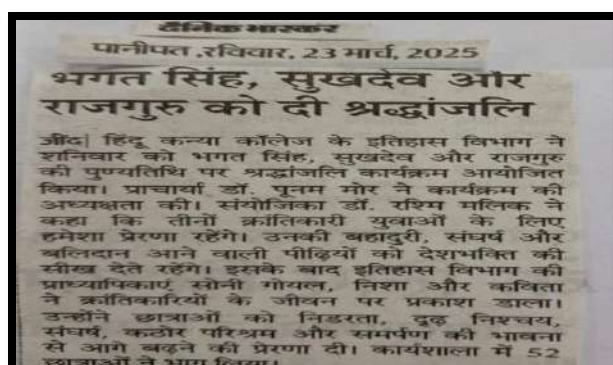 दैनिक भास्कर
पानीपत, रविवार, 23 मार्च, 2025
भगत सिंह, सुखदेव और
राजगुरु को दी श्रद्धांजलि
जींद| हिंदू कन्या कॉलेज के इतिहास विभाग ने
शनिवार को भगत सिंह, सुखदेव और राजगुरु
की पुण्यतिथि पर श्रद्धांजलि कार्यक्रम आयोजित
किया। प्राचार्या डॉ. पूनम मोर ने कार्यक्रम की
अध्यक्षता की। संयोजिका डॉ. रश्मि मलिक ने
कहा कि तीनों क्रांतिकारी युवाओं के लिए
हमेशा प्रेरणा रहेंगे। उनकी बहादुरी, संघर्ष और
बलिदान आने वाली पीढ़ियों को देशभक्ति की
सीख देते रहेंगे। इसके बाद इतिहास विभाग की
प्राध्यापिकाएं सोनी गोयल, निशा और कविता
ने क्रांतिकारियों के जीवन पर प्रकाश डाला।
उन्होंने छात्राओं को निडरता, दृढ़ निश्चय,
संघर्ष, कठोर परिश्रम और समर्पण की भावना
से आगे बढ़ने की प्रेरणा दी। कार्यशाला में 52
छात्राओं ने भाग लिया।